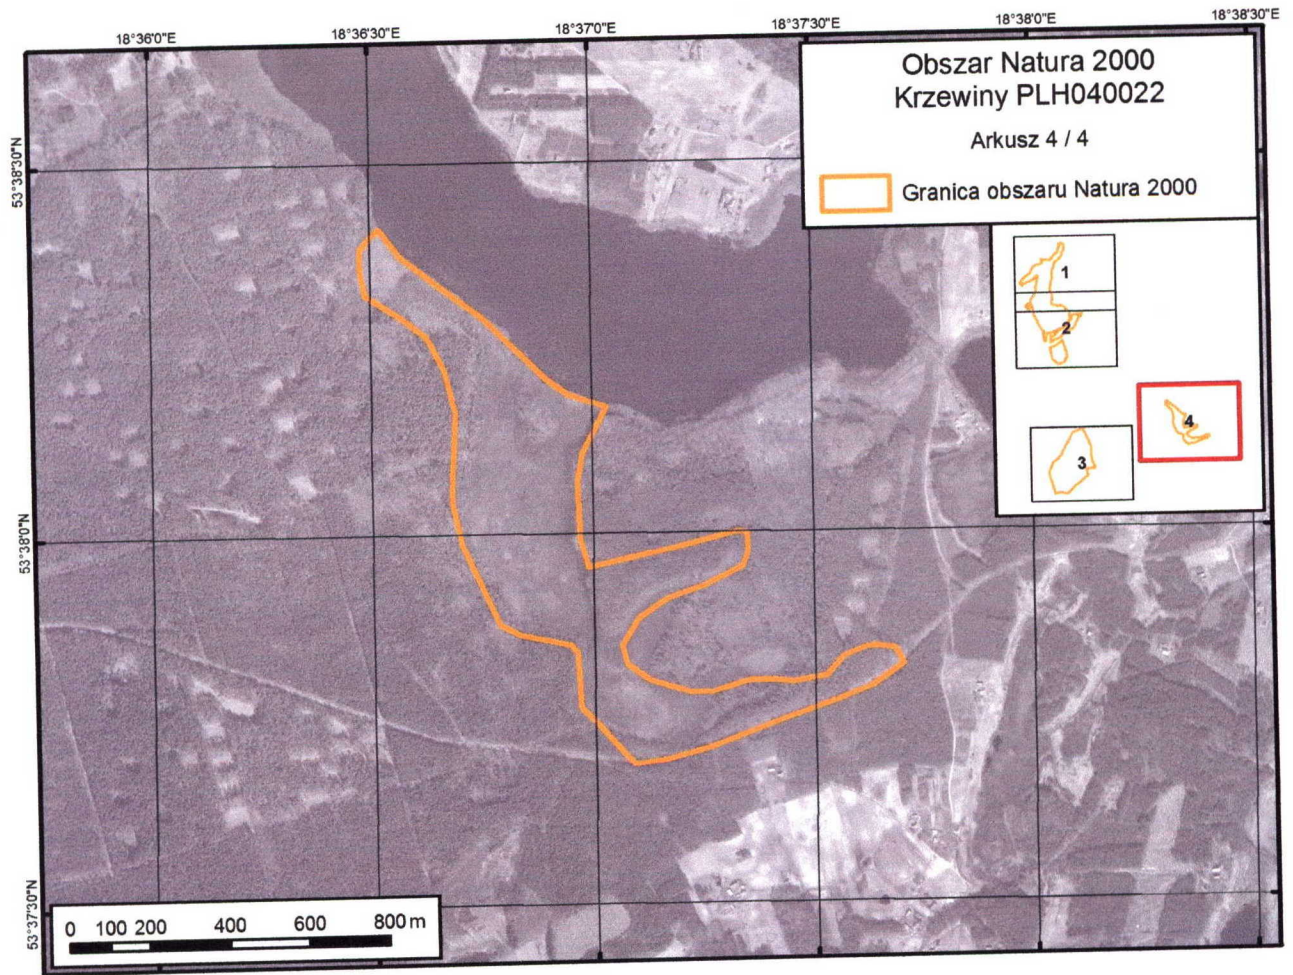 18°36'0"E
18°36'30"E
18°37'0"E
18°37'30"E
18°38'0"E
18°38'30"E
53°38'30"N
53°38'0"N
53°37'30"N
Obszar Natura 2000
Krzewiny PLH040022
Arkusz 4 / 4
Granica obszaru Natura 2000
1
2
3
4
0 100 200 400 600 800 m